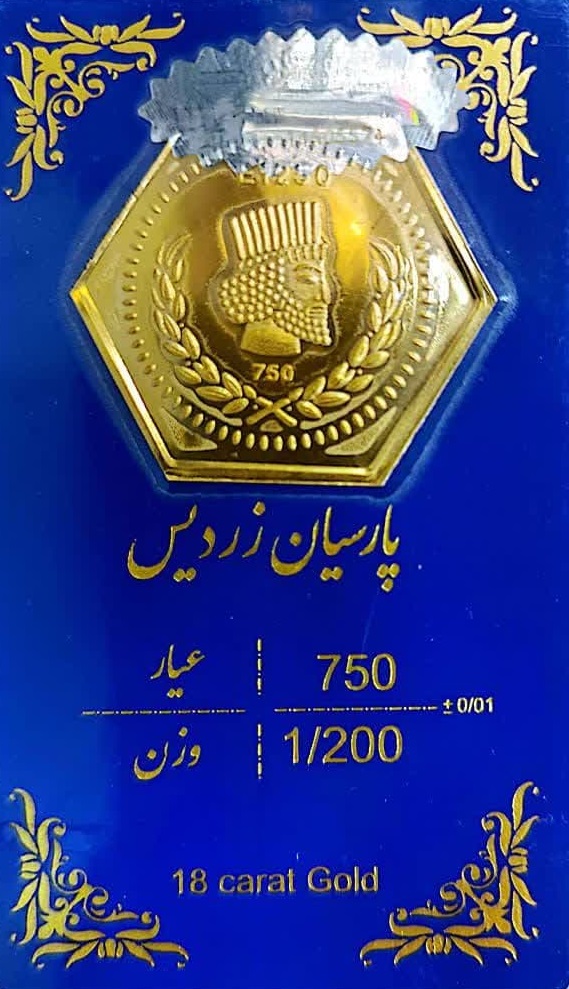 750
پارسیان زردیس
عیار 750
± 0/01
وزن 1/200
18 carat Gold